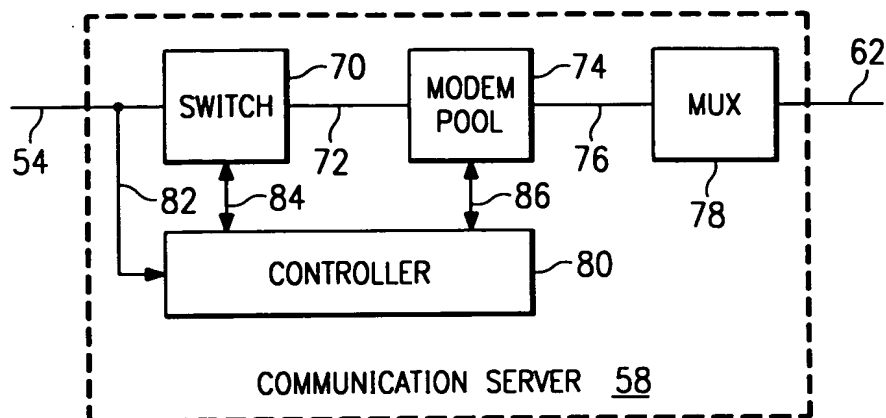 70
74
62
SWITCH
MODEM
POOL
MUX
54
72
76
82
84
86
78
CONTROLLER
80
COMMUNICATION SERVER 58